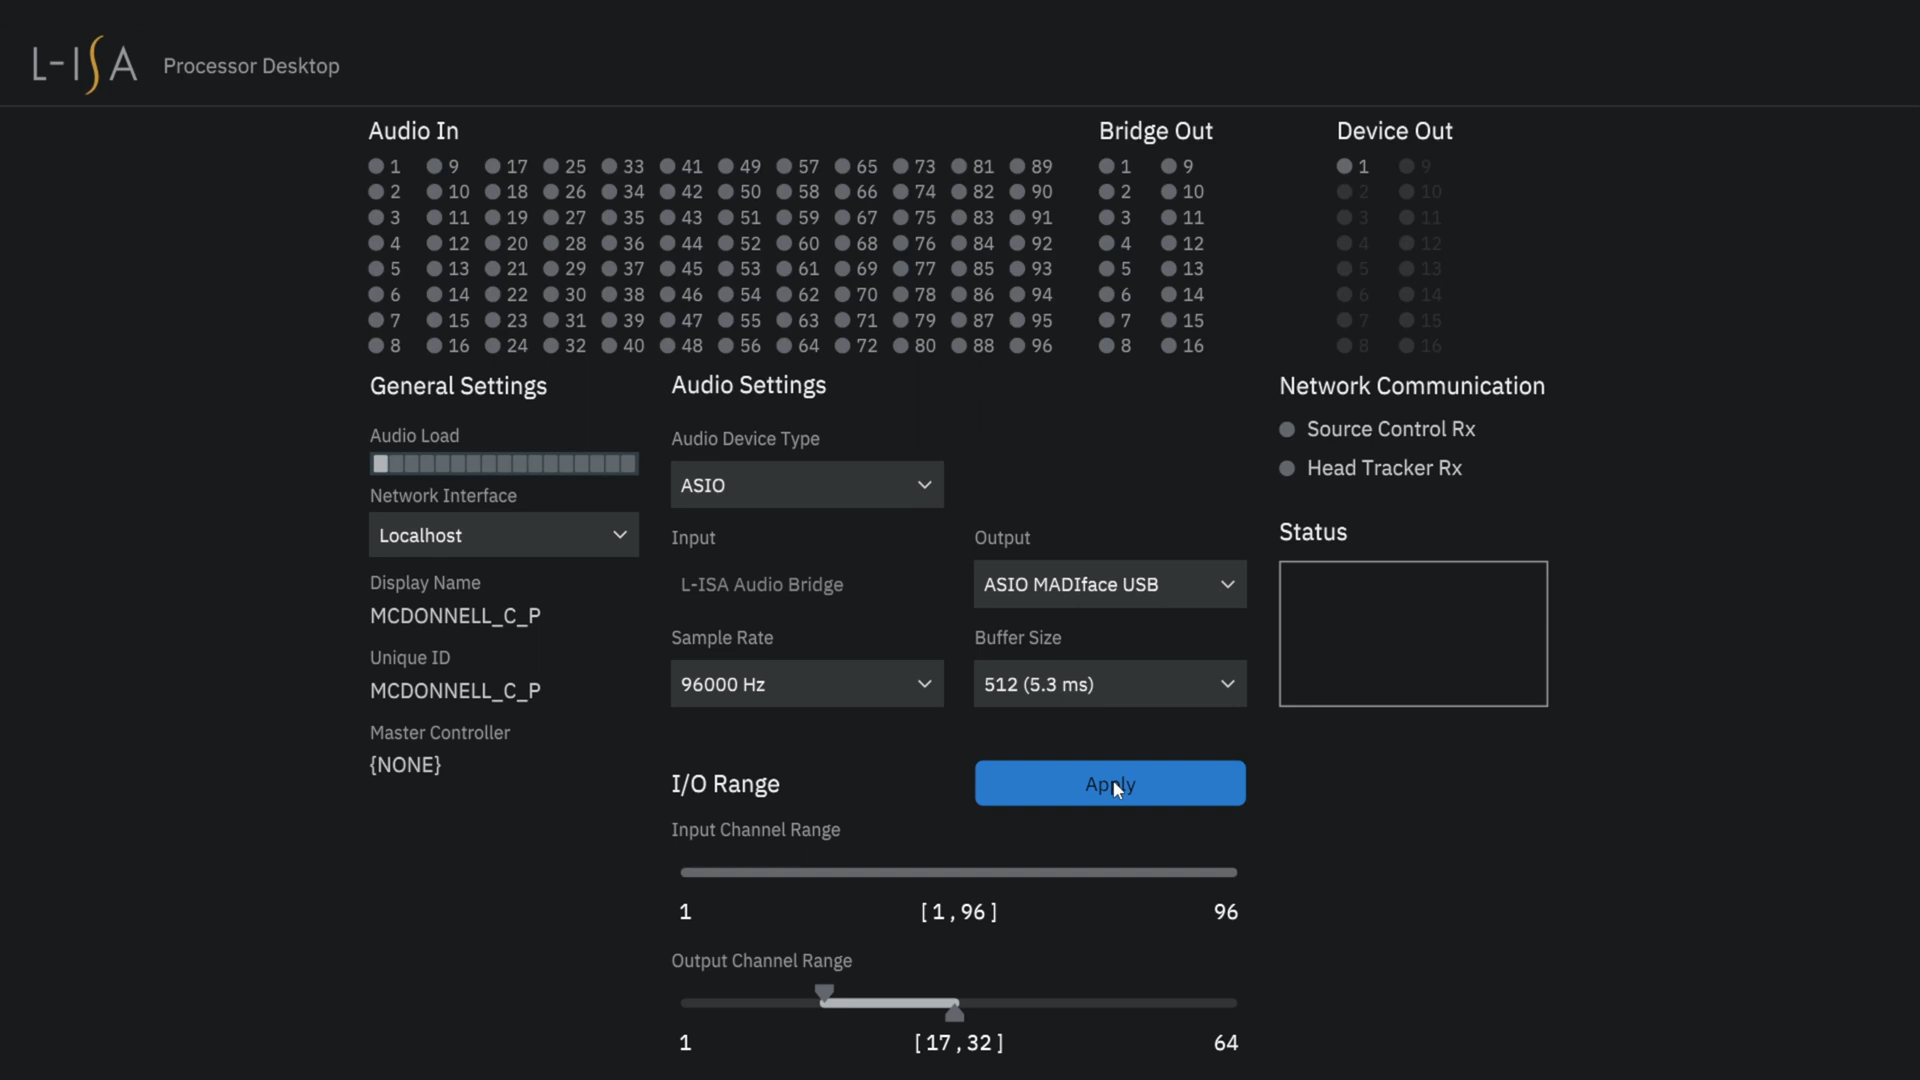 L-ISA Processor Desktop
Audio In Bridge Out Device Out
1 9 17 25 33 41 49 57 65 73 81 89 1 9 1 9
2 10 18 26 34 42 50 58 66 74 82 90 2 10 2 10
3 11 19 27 35 43 51 59 67 75 83 91 3 11 3 11
4 12 20 28 36 44 52 60 68 76 84 92 4 12 4 12
5 13 21 29 37 45 53 61 69 77 85 93 5 13 5 13
6 14 22 30 38 46 54 62 70 78 86 94 6 14 6 14
7 15 23 31 39 47 55 63 71 79 87 95 7 15 7 15
8 16 24 32 40 48 56 64 72 80 88 96 8 16 8 16
General Settings
Audio Load
Network Interface
Localhost
Display Name
MCDONNELL_C_P
Unique ID
MCDONNELL_C_P
Master Controller
{NONE}
Audio Settings
Audio Device Type
ASIO
Input Output
L-ISA Audio Bridge ASIO MADIface USB
Sample Rate Buffer Size
96000 Hz 512 (5.3 ms)
I/O Range Apply
Input Channel Range
1 [1,96] 96
Output Channel Range
1 [17,32] 64
Network Communication
Source Control Rx
Head Tracker Rx
Status